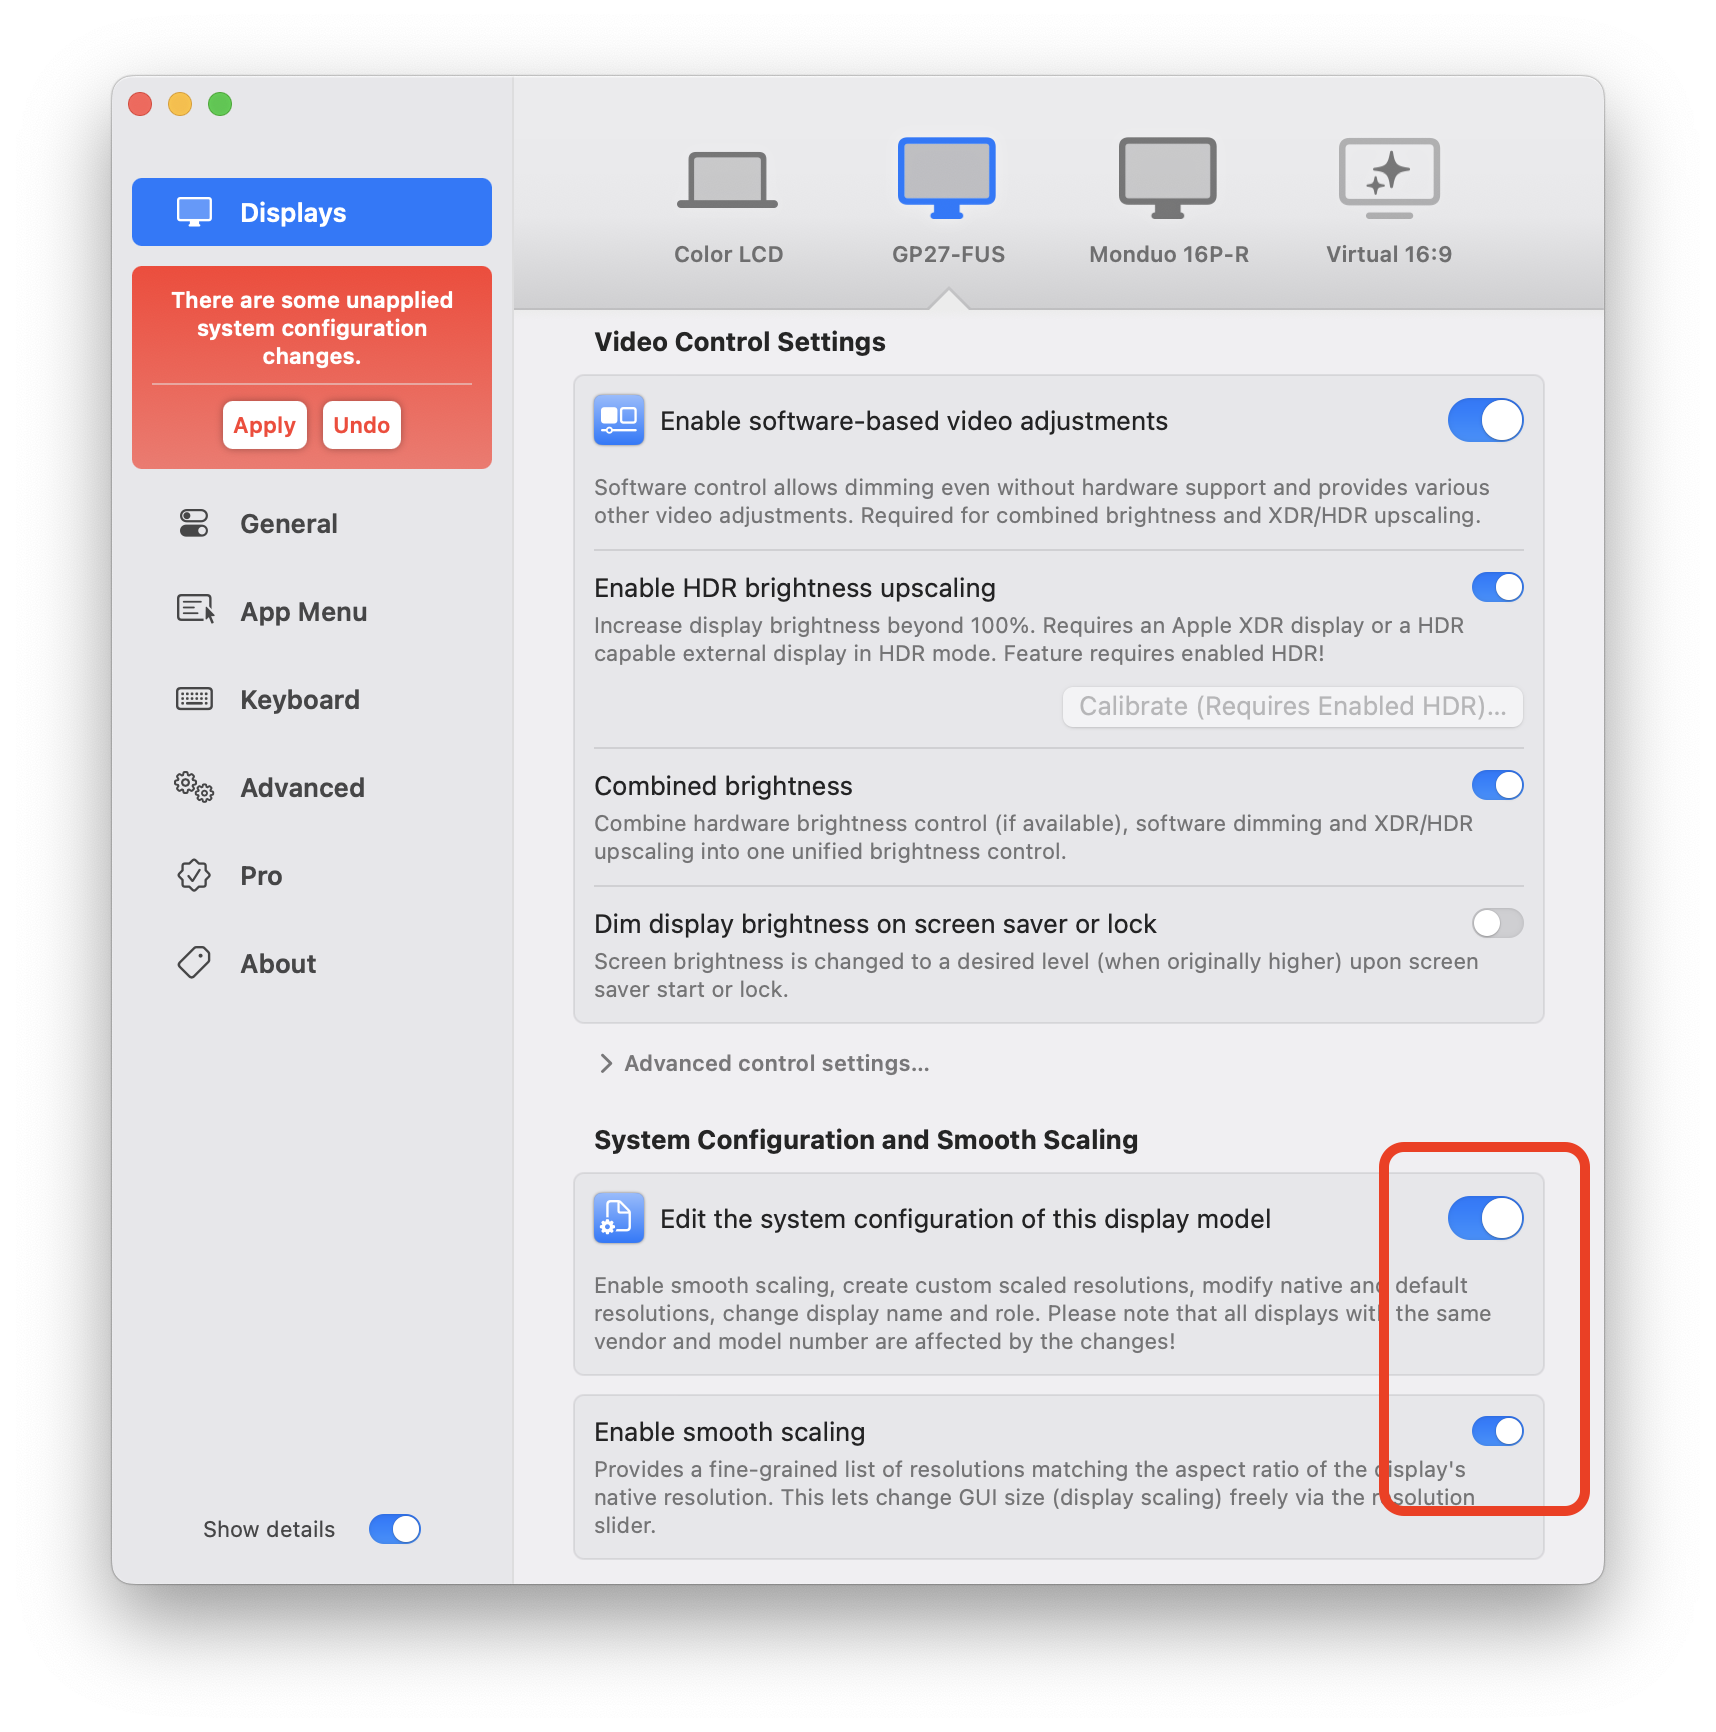 Displays
There are some unapplied
system configuration
changes.
Apply
Undo
General
App Menu
Keyboard
Advanced
Pro
About
Show details
Color LCD
GP27-FUS
Monduo 16P-R
Virtual 16:9
Video Control Settings
Enable software-based video adjustments
Software control allows dimming even without hardware support and provides various
other video adjustments. Required for combined brightness and XDR/HDR upscaling.
Enable HDR brightness upscaling
Increase display brightness beyond 100%. Requires an Apple XDR display or a HDR
capable external display in HDR mode. Feature requires enabled HDR!
Calibrate (Requires Enabled HDR)...
Combined brightness
Combine hardware brightness control (if available), software dimming and XDR/HDR
upscaling into one unified brightness control.
Dim display brightness on screen saver or lock
Screen brightness is changed to a desired level (when originally higher) upon screen
saver start or lock.
Advanced control settings...
System Configuration and Smooth Scaling
Edit the system configuration of this display model
Enable smooth scaling, create custom scaled resolutions, modify native and default
resolutions, change display name and role. Please note that all displays with the same
vendor and model number are affected by the changes!
Enable smooth scaling
Provides a fine-grained list of resolutions matching the aspect ratio of the display's
native resolution. This lets change GUI size (display scaling) freely via the resolution
slider.